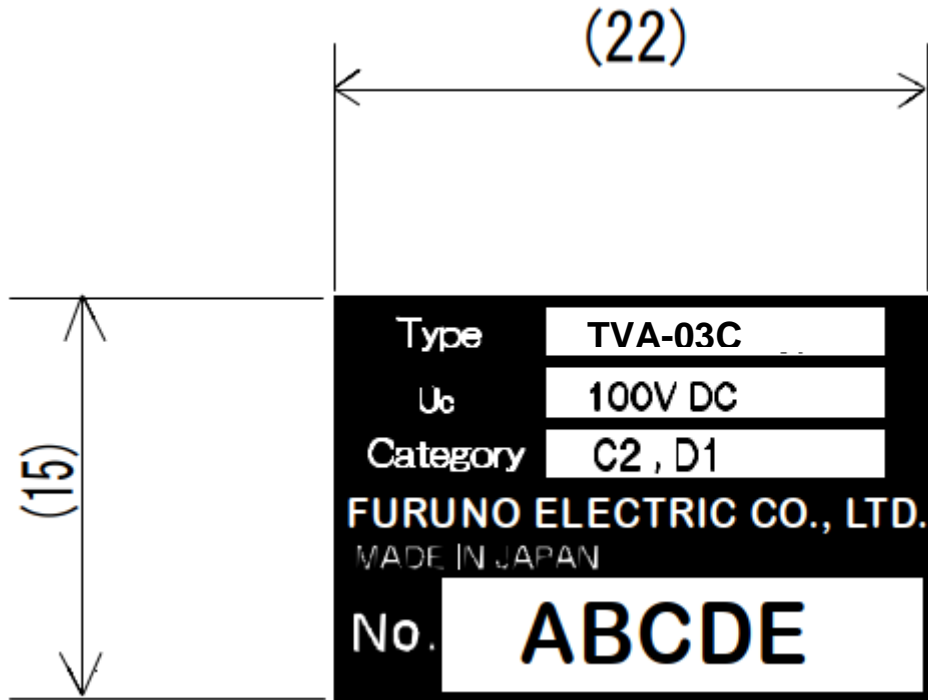 (22)
(15)
Type TVA-03C
Uc 100V DC
Category C2 , D1
FURUNO ELECTRIC CO., LTD.
MADE IN JAPAN
No. ABCDE